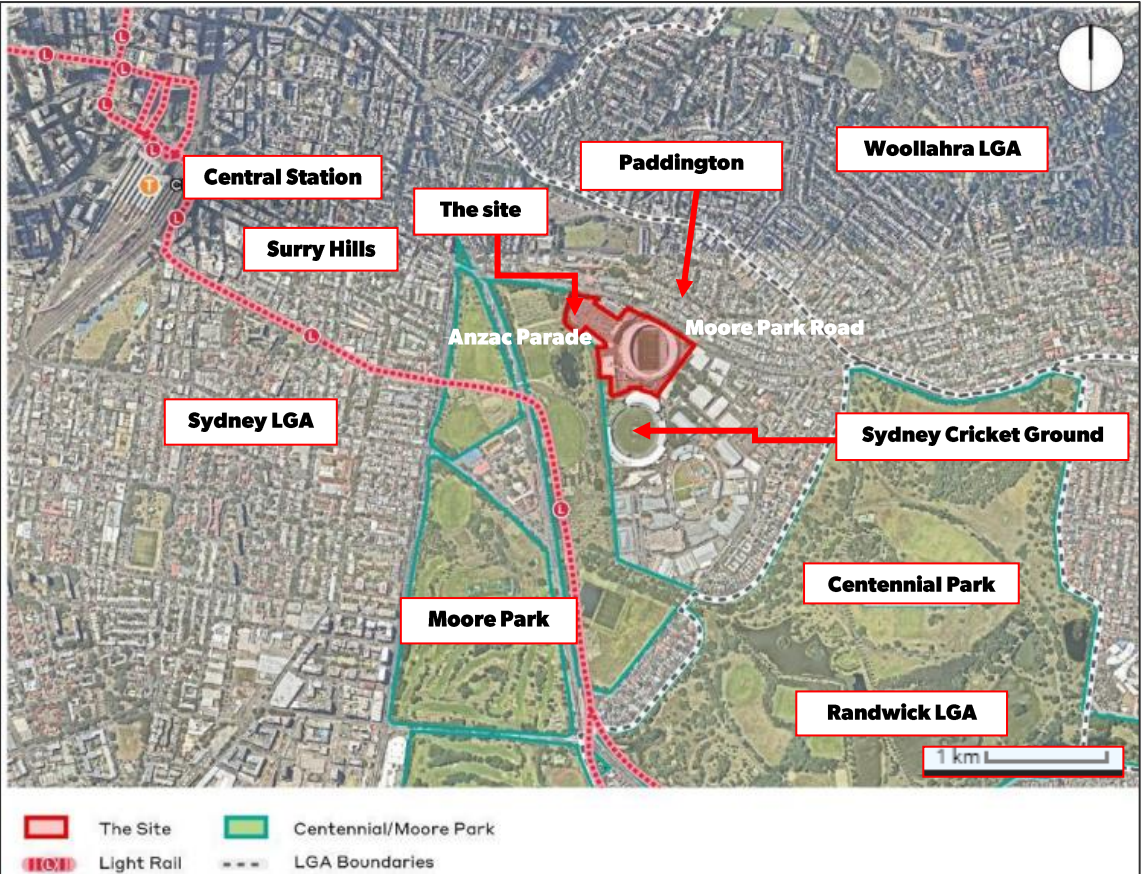 L
L
L
L
L
T
C
L
Central Station
Surry Hills
The site
Paddington
Woollahra LGA
Anzac Parade
Moore Park Road
L
Sydney LGA
Sydney Cricket Ground
L
Centennial Park
Moore Park
Randwick LGA
1 km
The Site
Centennial/Moore Park
L
Light Rail
LGA Boundaries